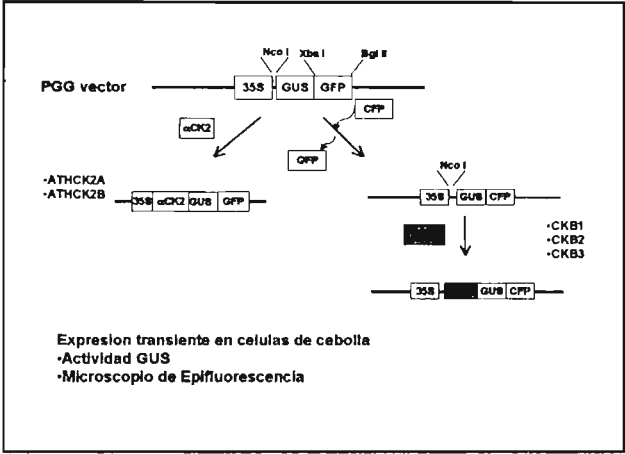 Nco I Xba I Bgl II
PGG vector
35S GUS GFP
αCK2
CFP
GFP
•ATHCK2A
•ATHCK2B
35S αCK2 GUS GFP
Nco I
35S GUS CFP
•CKB1
•CKB2
•CKB3
35S GUS CFP
Expresion transiente en celulas de cebolla
•Actividad GUS
•Microscopio de Epifluorescencia